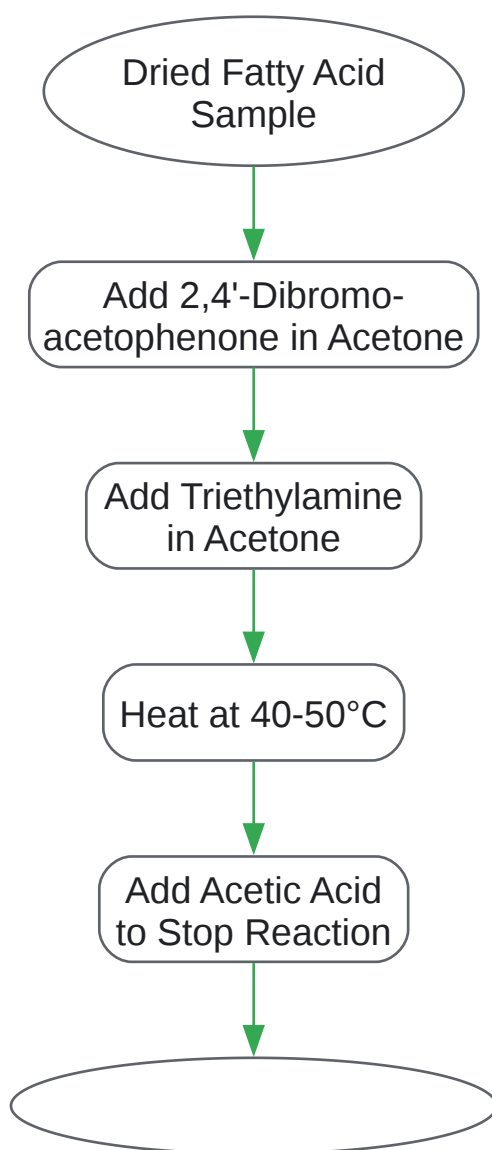 Dried Fatty Acid
Sample
Add 2,4'-Dibromo-
acetophenone in Acetone
Add Triethylamine
in Acetone
Heat at 40-50°C
Add Acetic Acid
to Stop Reaction